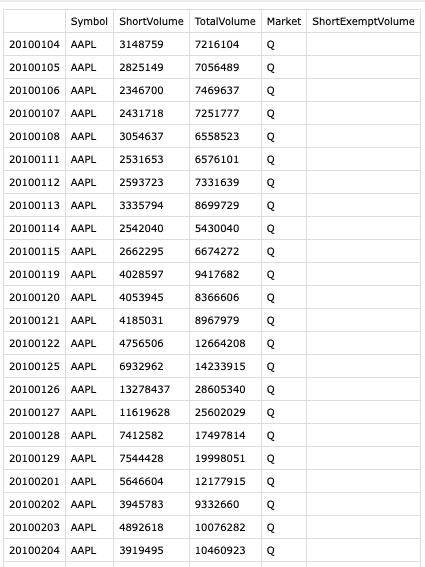 Symbol ShortVolume TotalVolume Market ShortExemptVolume
20100104 AAPL 3148759 7216104 Q
20100105 AAPL 2825149 7056489 Q
20100106 AAPL 2346700 7469637 Q
20100107 AAPL 2431718 7251777 Q
20100108 AAPL 3054637 6558523 Q
20100111 AAPL 2531653 6576101 Q
20100112 AAPL 2593723 7331639 Q
20100113 AAPL 3335794 8699729 Q
20100114 AAPL 2542040 5430040 Q
20100115 AAPL 2662295 6674272 Q
20100119 AAPL 4028597 9417682 Q
20100120 AAPL 4053945 8366606 Q
20100121 AAPL 4185031 8967979 Q
20100122 AAPL 4756506 12664208 Q
20100125 AAPL 6932962 14233915 Q
20100126 AAPL 13278437 28605340 Q
20100127 AAPL 11619628 25602029 Q
20100128 AAPL 7412582 17497814 Q
20100129 AAPL 7544428 19998051 Q
20100201 AAPL 5646604 12177915 Q
20100202 AAPL 3945783 9332660 Q
20100203 AAPL 4892618 10076282 Q
20100204 AAPL 3919495 10460923 Q